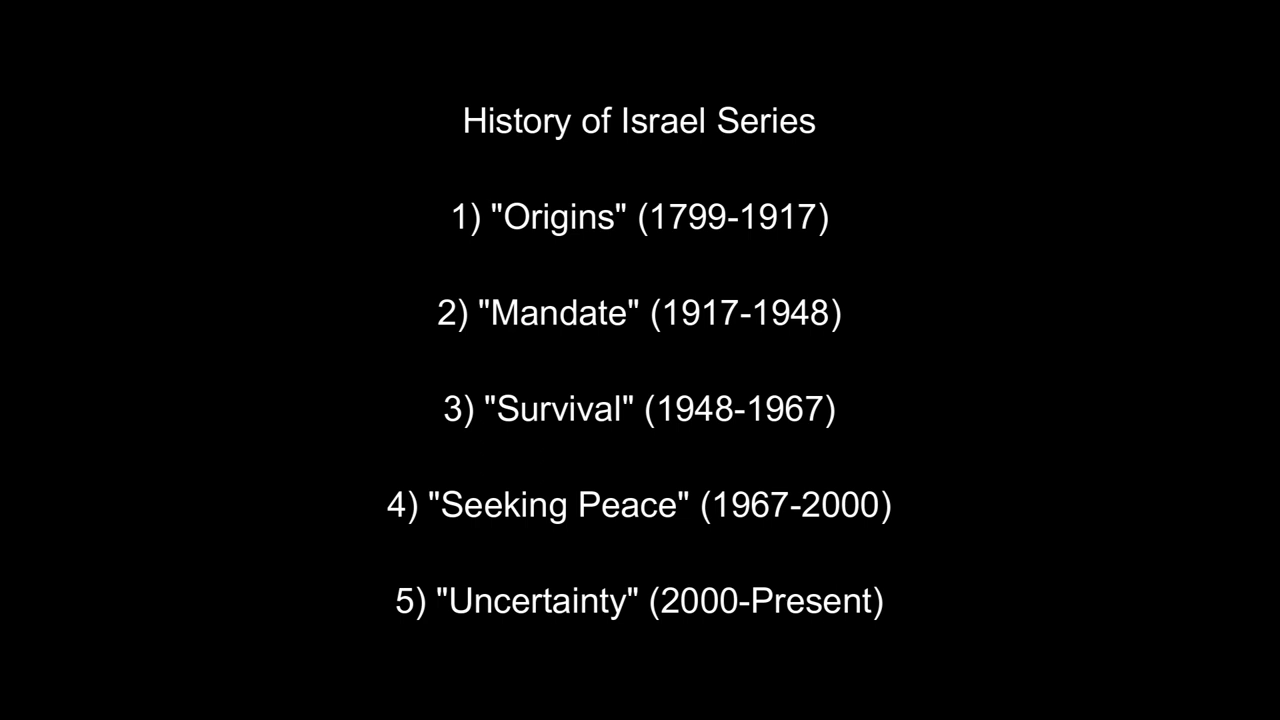 History of Israel Series
1) "Origins" (1799-1917)
2) "Mandate" (1917-1948)
3) "Survival" (1948-1967)
4) "Seeking Peace" (1967-2000)
5) "Uncertainty" (2000-Present)